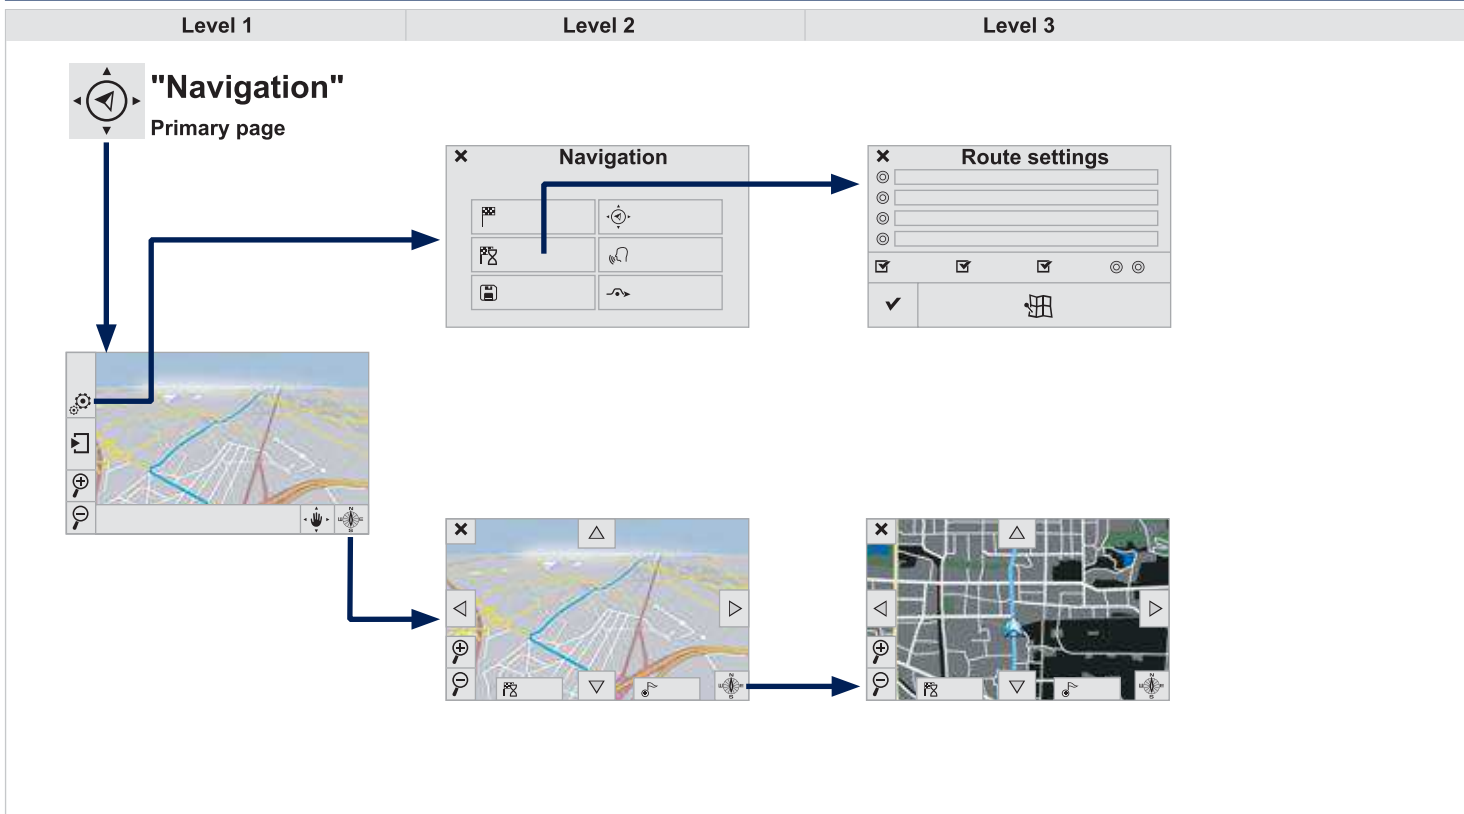 Level 1
Level 2
Level 3
"Navigation"
Primary page
Navigation
Route settings